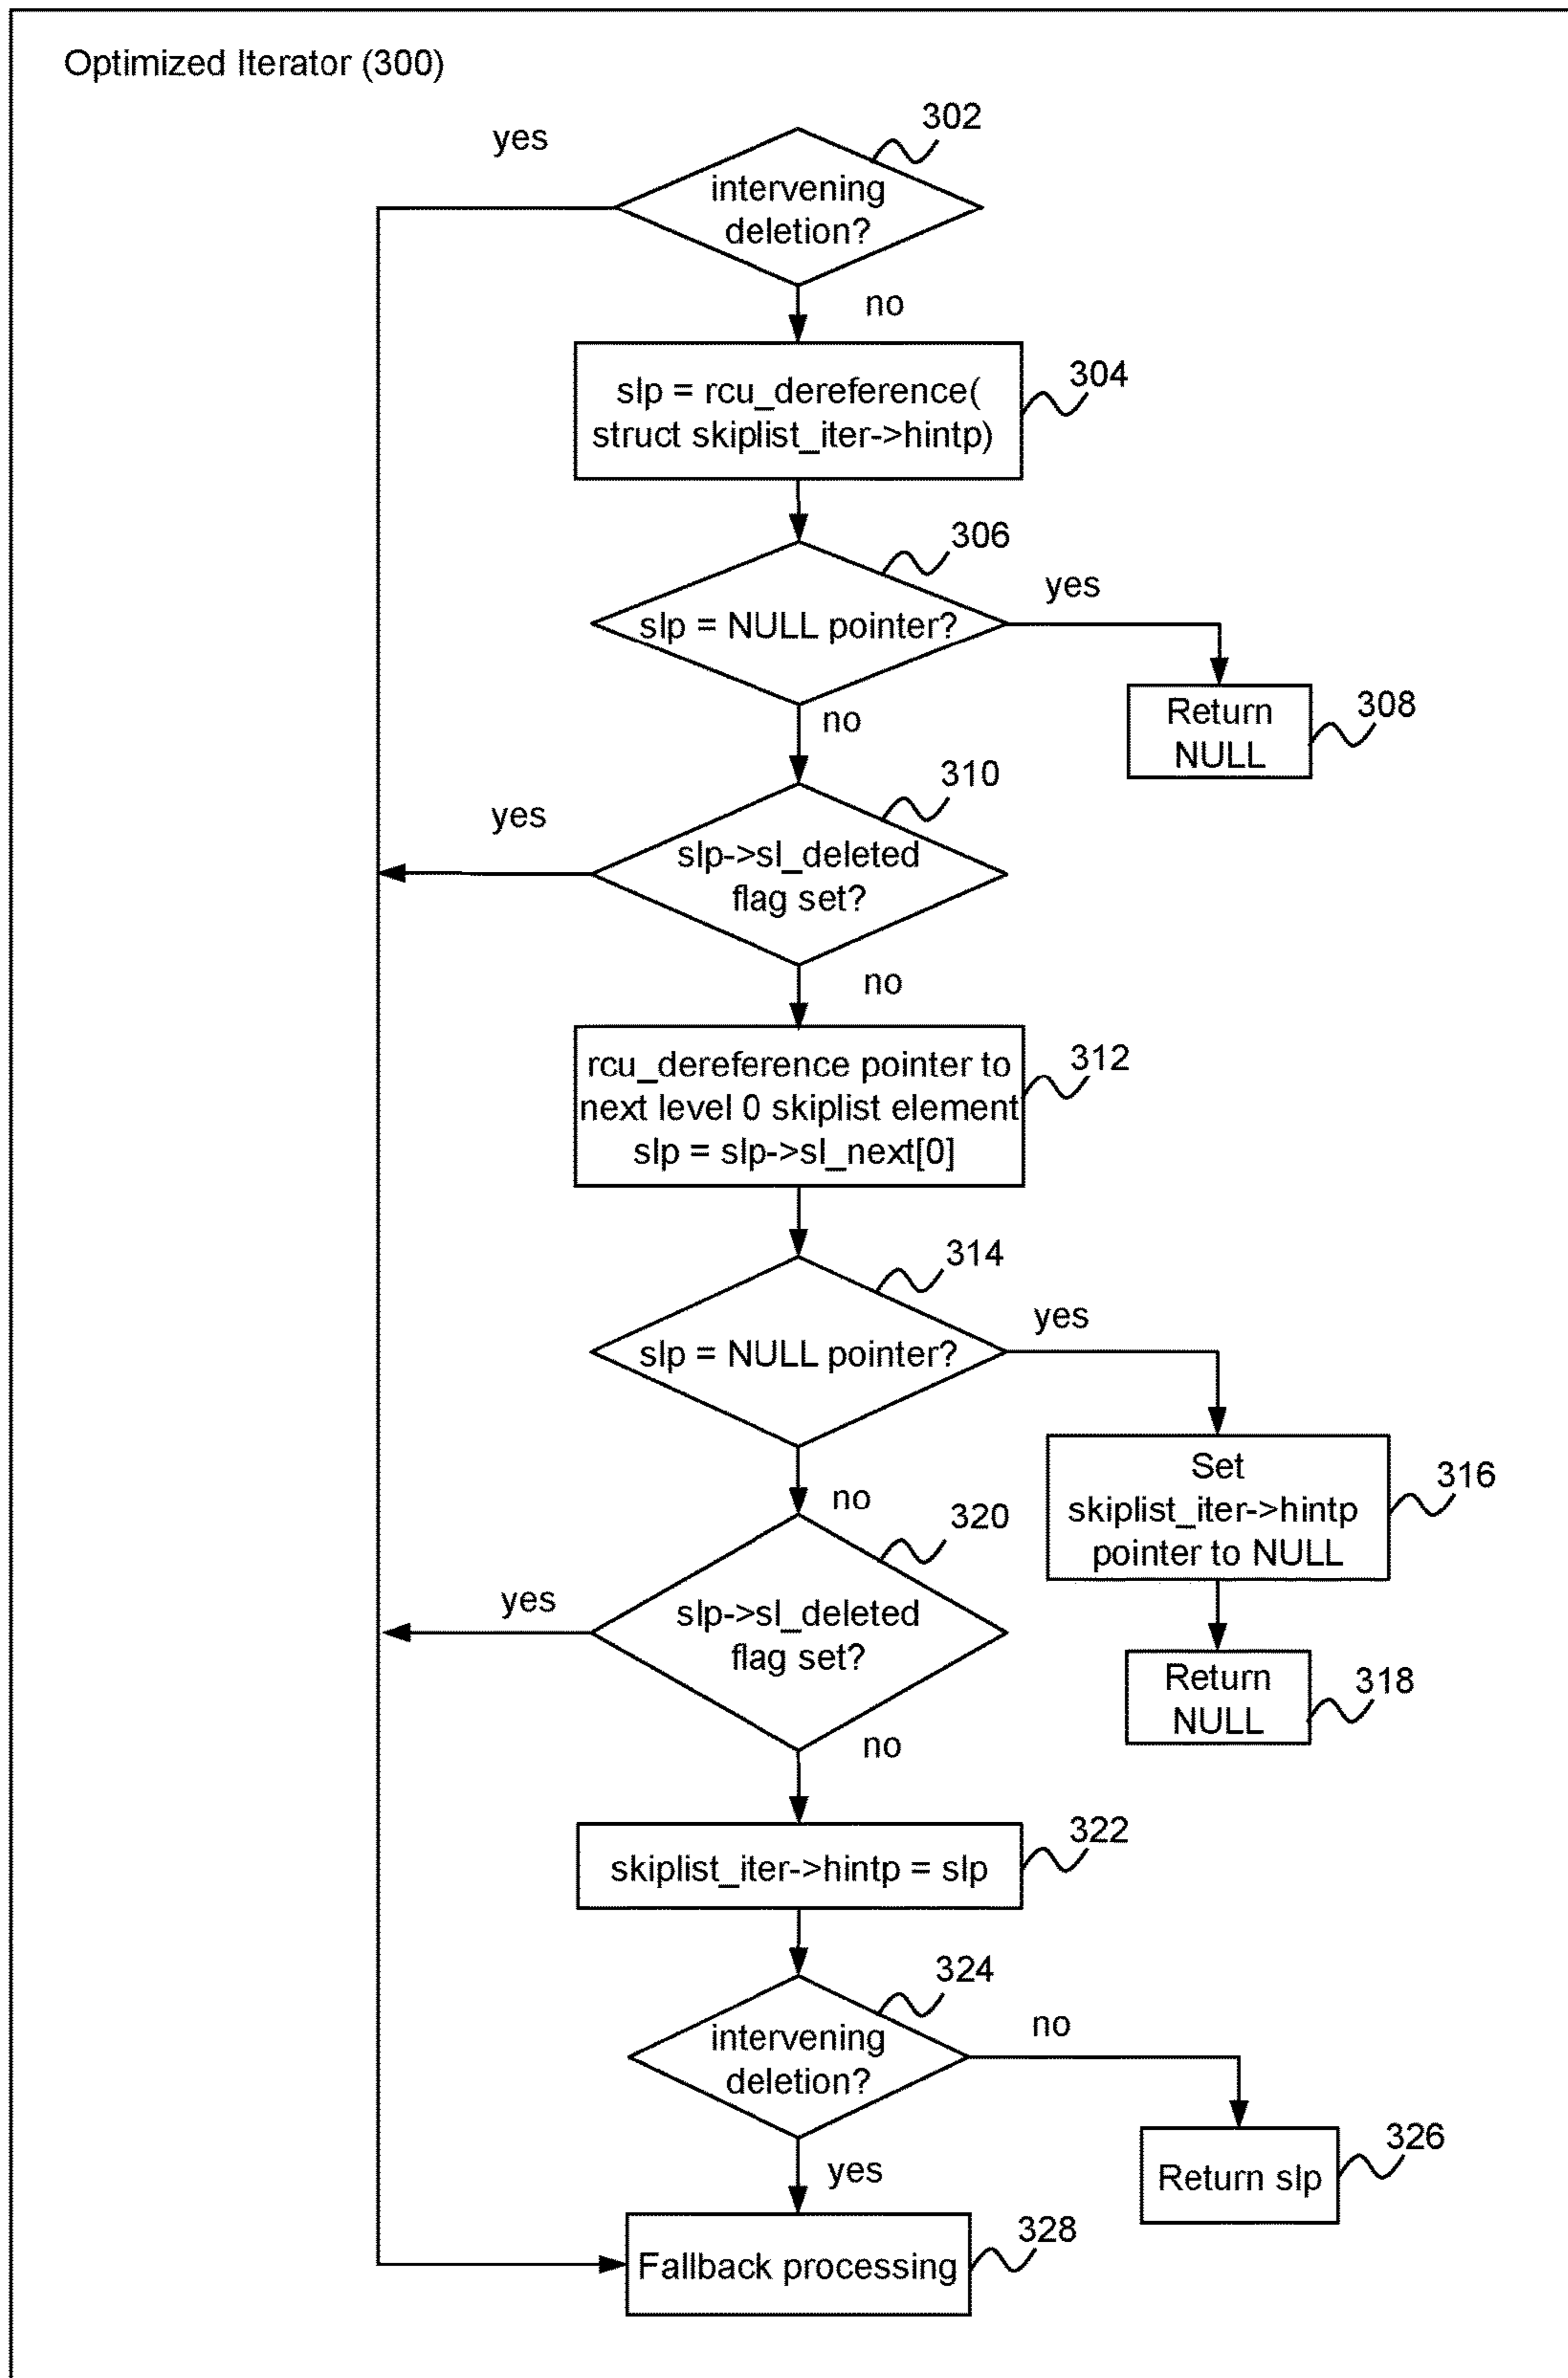 Optimized Iterator (300)
302
yes
intervening
deletion?
no
304
slp = rcu_dereference(
struct skiplist_iter->hintp)
306
yes
slp = NULL pointer?
no
308
Return
NULL
310
yes
slp->sl_deleted
flag set?
no
312
rcu_dereference pointer to
next level 0 skiplist element
slp = slp->sl_next[0]
314
yes
slp = NULL pointer?
no
316
Set
skiplist_iter->hintp
pointer to NULL
320
yes
slp->sl_deleted
flag set?
no
318
Return
NULL
322
skiplist_iter->hintp = slp
324
no
intervening
deletion?
yes
326
Return slp
328
Fallback processing